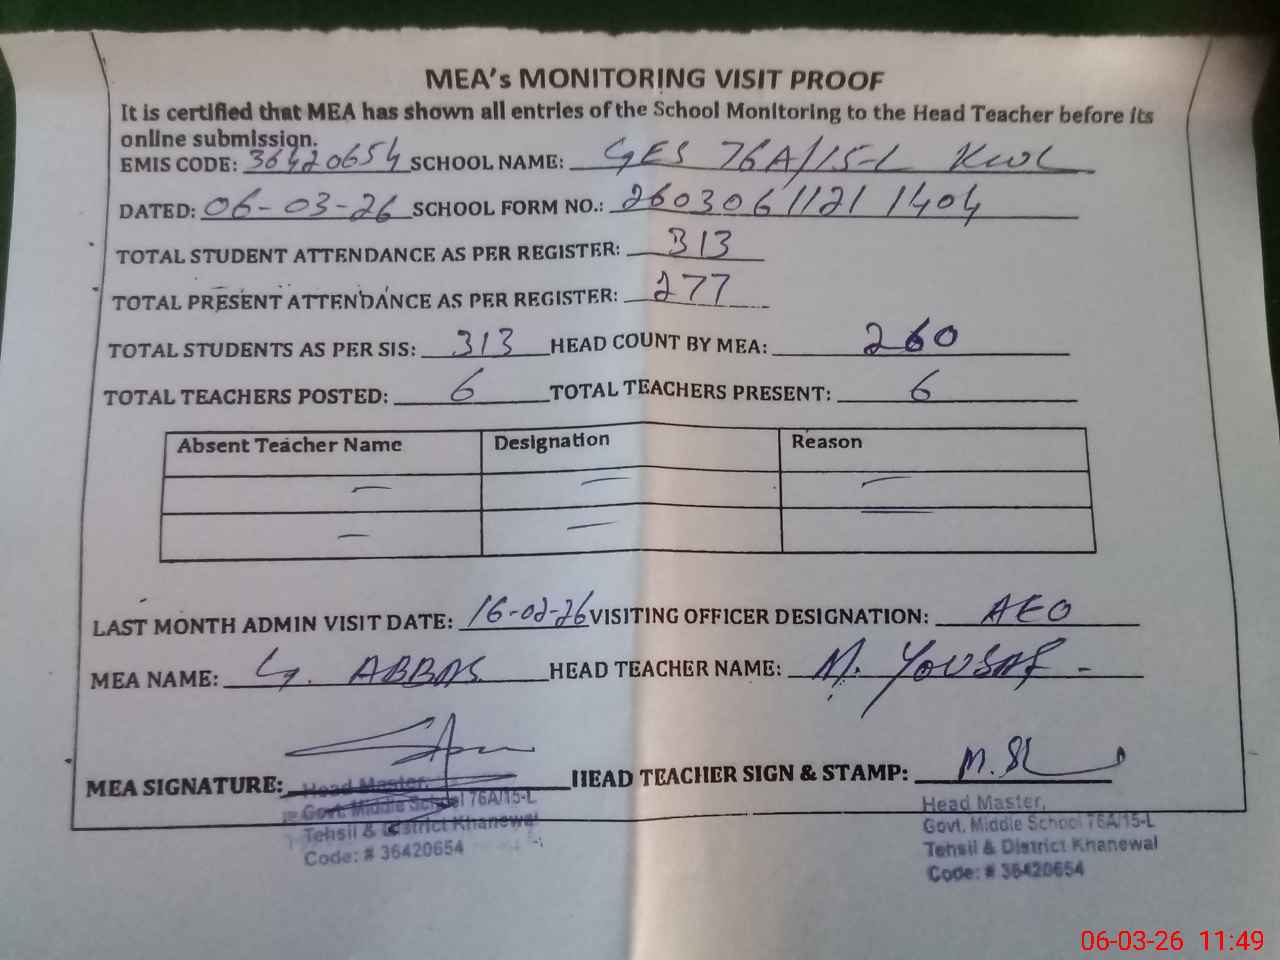 MEA's MONITORING VISIT PROOF
It is certified that MEA has shown all entries of the School Monitoring to the Head Teacher before its
online submission.
EMIS CODE: 36420654 SCHOOL NAME: GES 76A/15-L KWL
DATED: 06-03-26 SCHOOL FORM NO.: 2603061121 1404
TOTAL STUDENT ATTENDANCE AS PER REGISTER: 313
TOTAL PRESENT ATTENDANCE AS PER REGISTER: 277
TOTAL STUDENTS AS PER SIS: 313 HEAD COUNT BY MEA: 260
TOTAL TEACHERS POSTED: 6 TOTAL TEACHERS PRESENT: 6
Absent Teacher Name Designation Reason
— — —
— — —
LAST MONTH ADMIN VISIT DATE: 16-02-26 VISITING OFFICER DESIGNATION: AEO
MEA NAME: G. ABBAS HEAD TEACHER NAME: M. YOUSAF -
MEA SIGNATURE: HEAD TEACHER SIGN & STAMP:
Head Master,
Govt. Middle School 76A/15-L
Tehsil & District Khanewal
Code: # 36420654
Head Master,
Govt. Middle School 76A/15-L
Tehsil & District Khanewal
Code: # 36420654
06-03-26 11:49